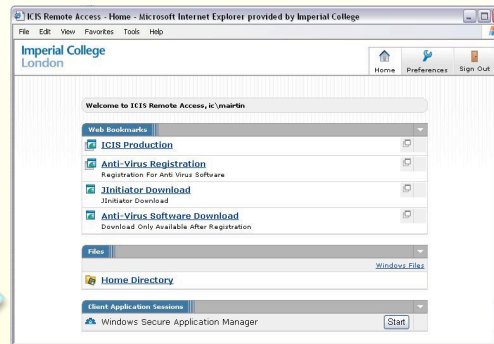 ICIS Remote Access - Home - Microsoft Internet Explorer provided by Imperial College
File Edit View Favorites Tools Help
Imperial College
London
Home Preferences Sign Out
Welcome to ICIS Remote Access, ic\mairtin
Web Bookmarks
ICIS Production
Anti-Virus Registration
Registration For Anti Virus Software
JInitiator Download
JInitiator Download
Anti-Virus Software Download
Download Only Available After Registration
Files
Windows Files
Home Directory
Client Application Sessions
Windows Secure Application Manager Start